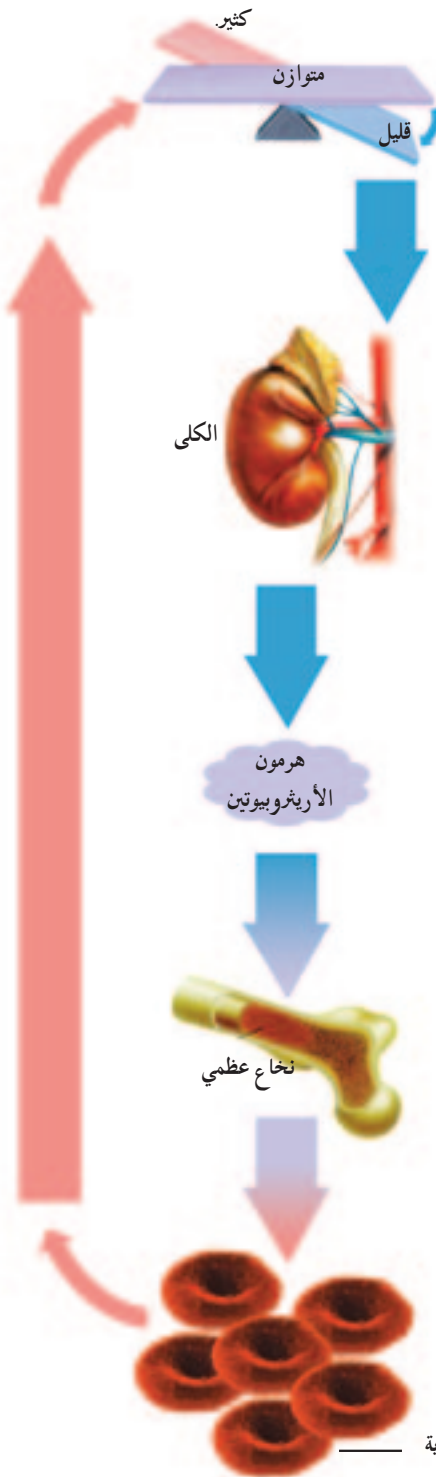 كثير.
متوازن
قليل
الكلى
هرمون
الأريثروبيوتين
نخاع عظمي